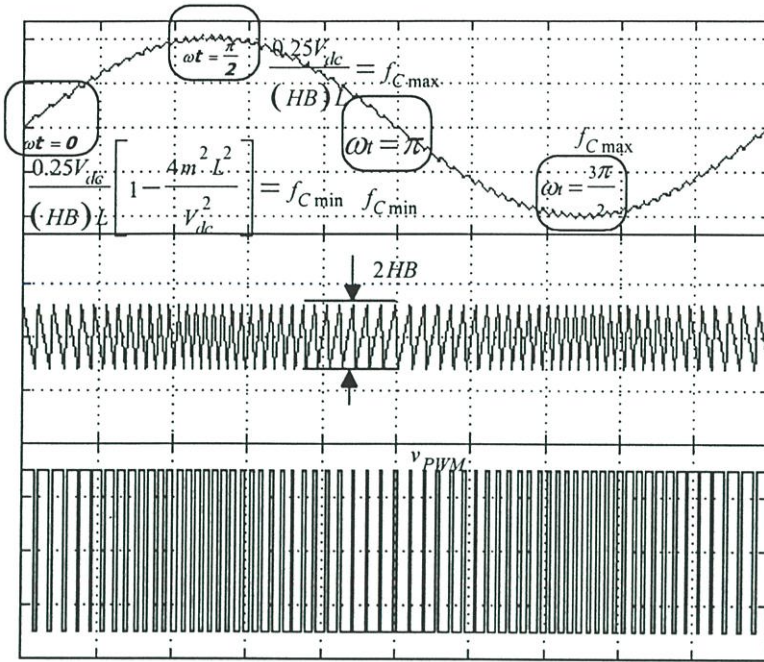 ωt = π/2
0.25V_dc/(HB)L = f_C max
ωt = 0
ωt = π
f_C max
0.25V_dc/(HB)L [1 − 4m²L²/V_dc²] = f_C min
f_C min
ωt = 3π/2
2HB
v_PWM